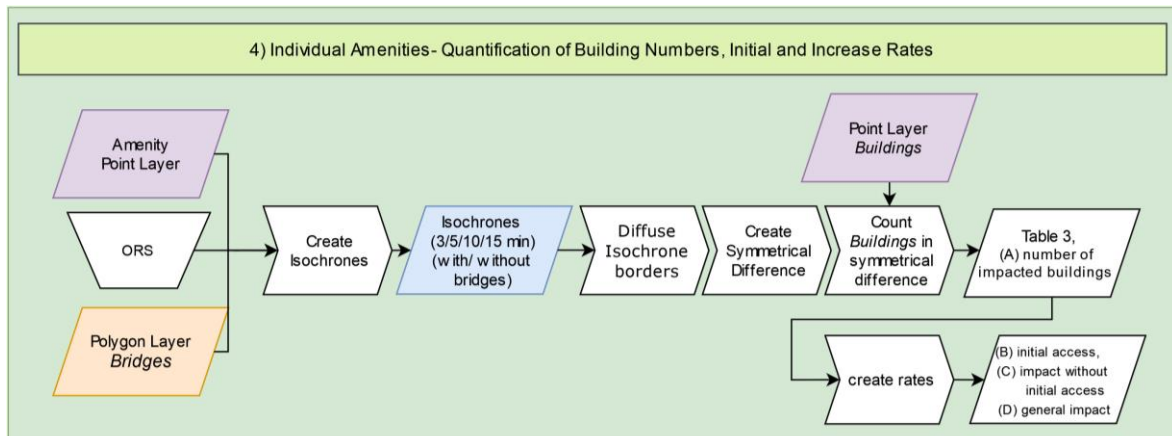 4) Individual Amenities- Quantification of Building Numbers, Initial and Increase Rates
Amenity
Point Layer
ORS
Polygon Layer
Bridges
Create
Isochrones
Isochrones
(3/5/10/15 min)
(with/ without
bridges)
Diffuse
Isochrone
borders
Create
Symmetrical
Difference
Point Layer
Buildings
Count
Buildings in
symmetrical
difference
Table 3,
(A) number of
impacted buildings
create rates
(B) initial access,
(C) impact without
initial access
(D) general impact